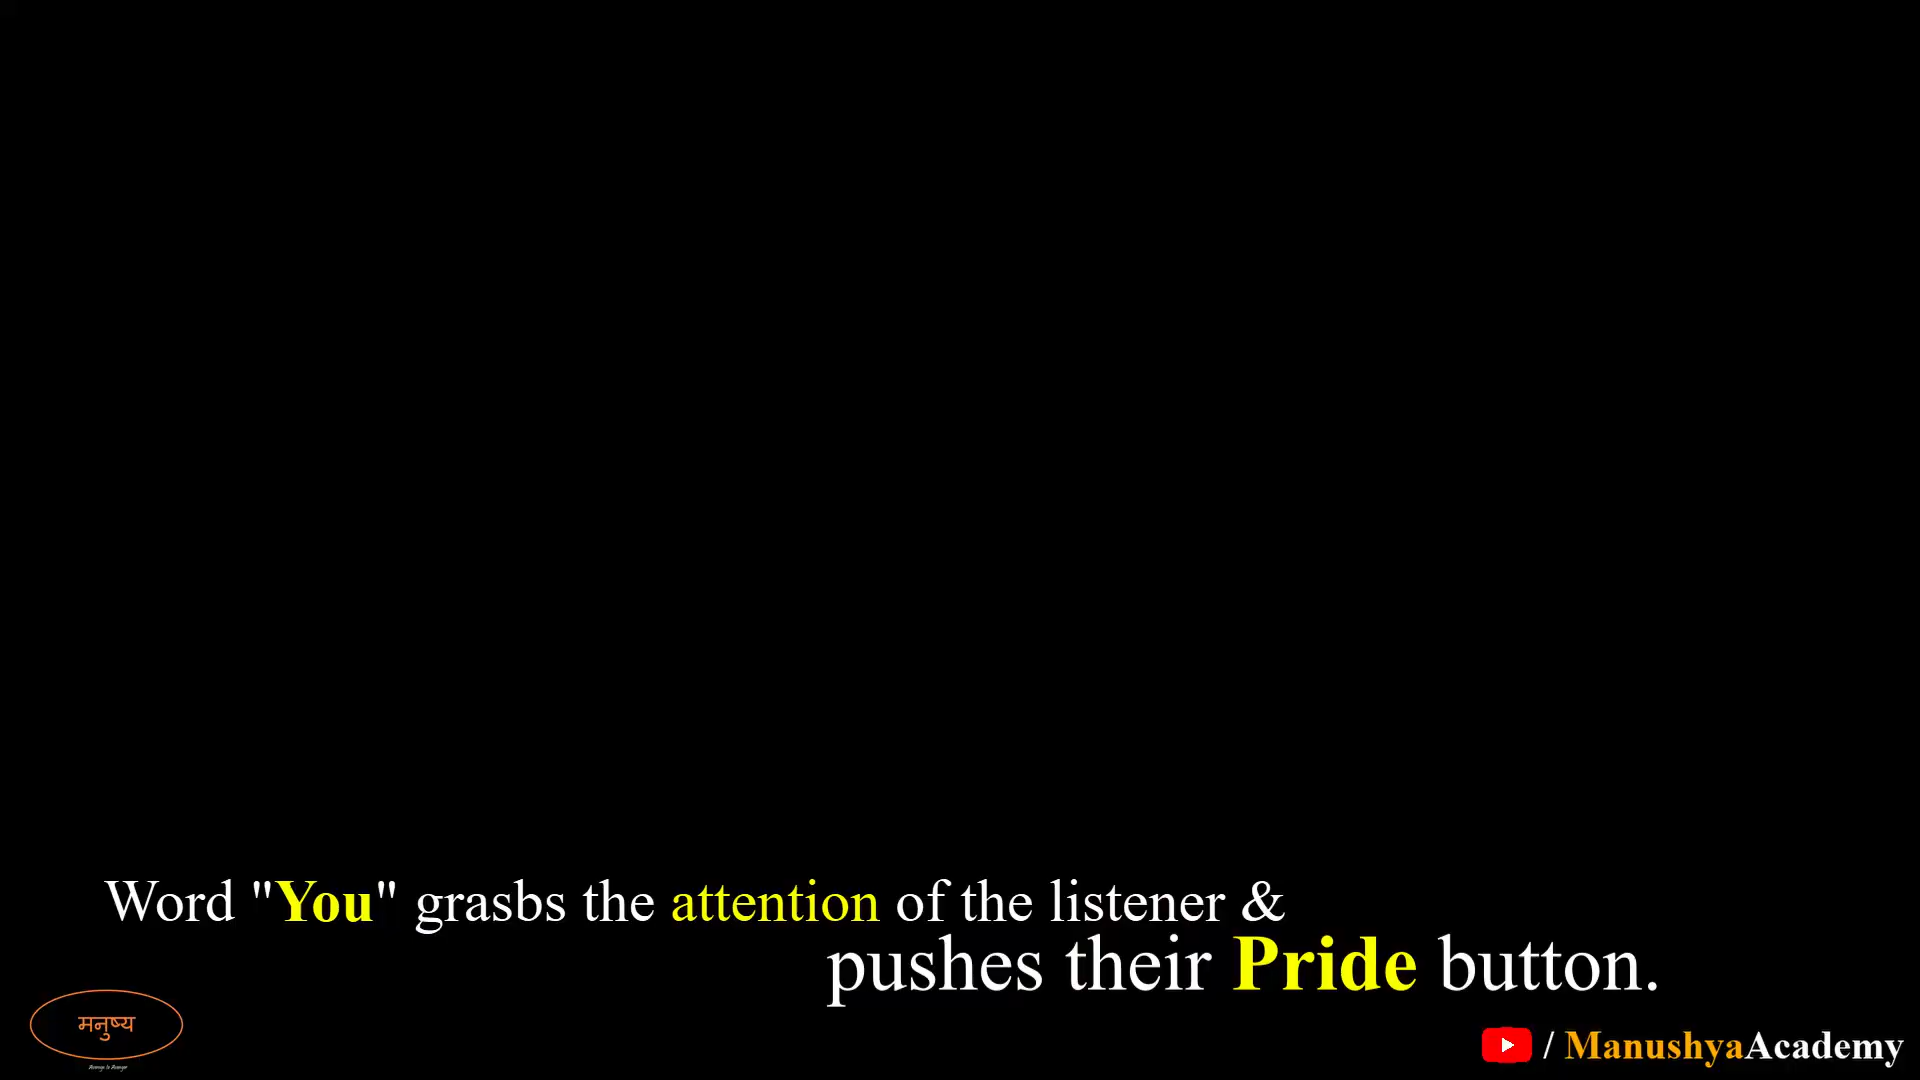 Word "You" grasbs the attention of the listener &
pushes their Pride button.
मनुष्य
/ ManushyaAcademy